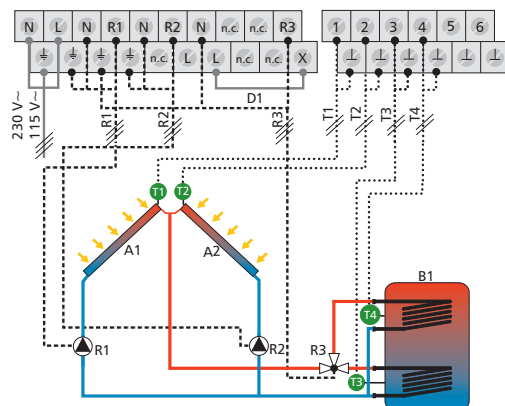 N L N R1 N R2 N n.c. n.c. R3
n.c. L L n.c. n.c. X
1 2 3 4 5 6
D1
230 V~
115 V~
R1
R2
R3
T1
T2
T3
T4
T1
T2
A1
A2
B1
R1
R2
R3
T4
T3